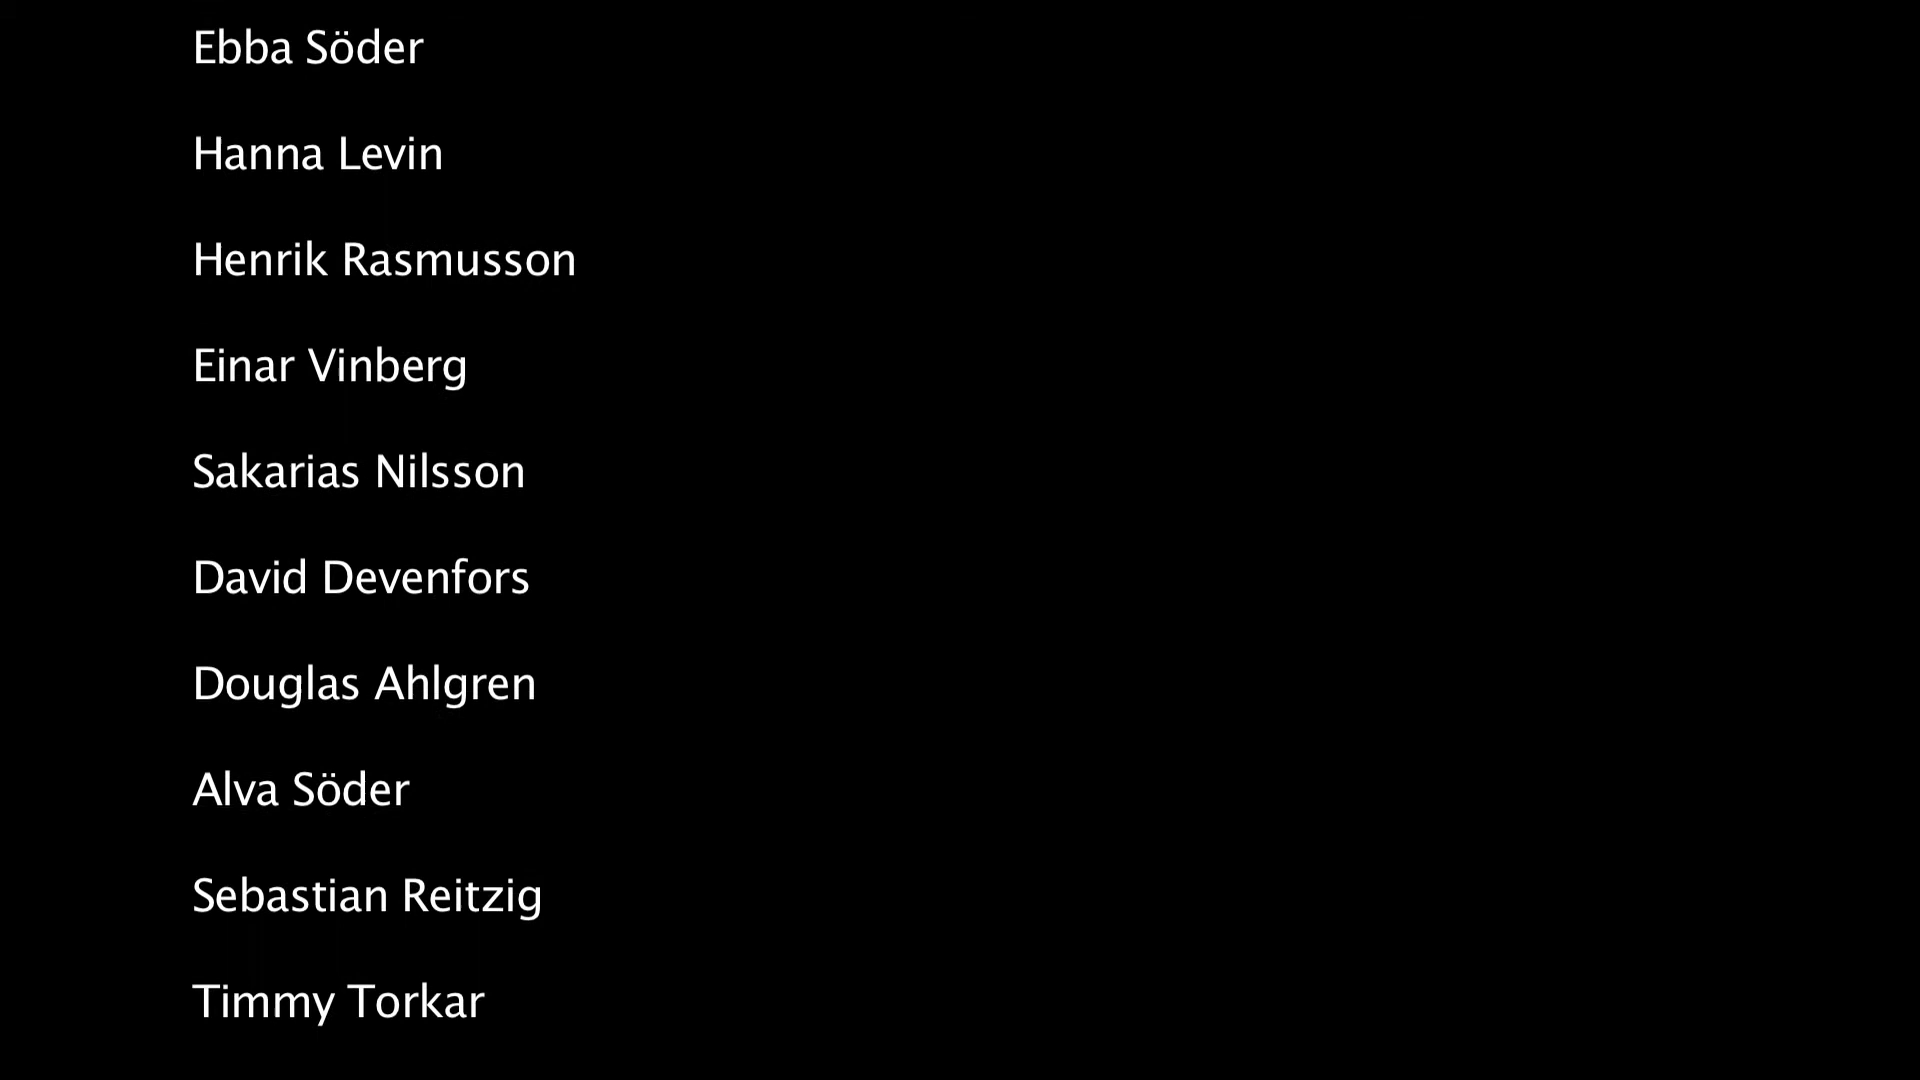 Ebba Söder
Hanna Levin
Henrik Rasmusson
Einar Vinberg
Sakarias Nilsson
David Devenfors
Douglas Ahlgren
Alva Söder
Sebastian Reitzig
Timmy Torkar